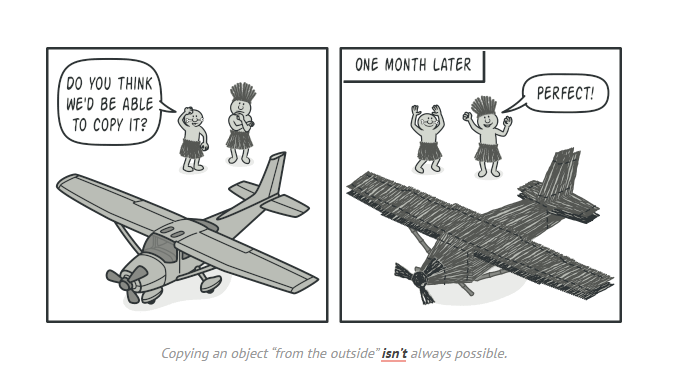 DO YOU THINK
WE'D BE ABLE
TO COPY IT?
ONE MONTH LATER
PERFECT!
Copying an object “from the outside” isn’t always possible.